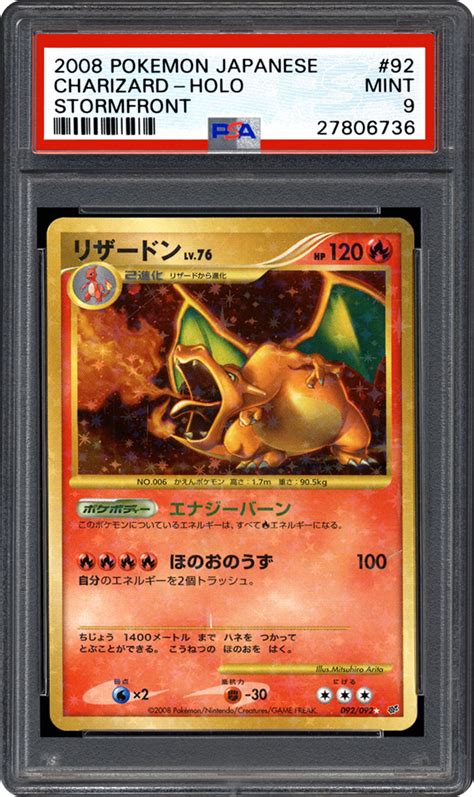 2008 POKEMON JAPANESE #92
CHARIZARD-HOLO MINT
STORMFRONT 9
PSA
27806736
リザードン LV.76 HP 120
2進化 リザードから進化
NO.006 かえんポケモン 高さ:1.7m 重さ:90.5kg
ポケボディー エナジーバーン
このポケモンについているエネルギーは、すべて エネルギーになる。
ほのおのうず 100
自分のエネルギーを2個トラッシュ。
ちじょう 1400メートル まで ハネを つかって
とぶことができる。 こうねつの ほのおを はく。
Illus. Mitsuhiro Arita
弱点 抵抗力 にげる
×2 -30
©2008 Pokémon/Nintendo/Creatures/GAME FREAK. 092/092